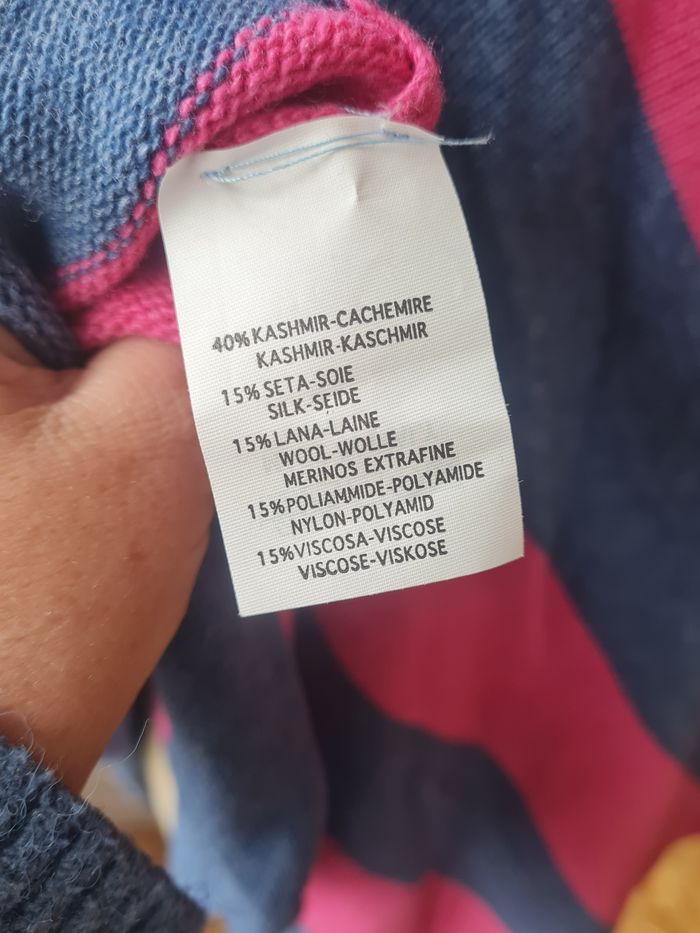 40% KASHMIR-CACHEMIRE
KASHMIR-KASCHMIR
15% SETA-SOIE
SILK-SEIDE
15% LANA-LAINE
WOOL-WOLLE
MERINOS EXTRAFINE
15% POLIAMMIDE-POLYAMIDE
NYLON-POLYAMID
15% VISCOSA-VISCOSE
VISCOSE-VISKOSE